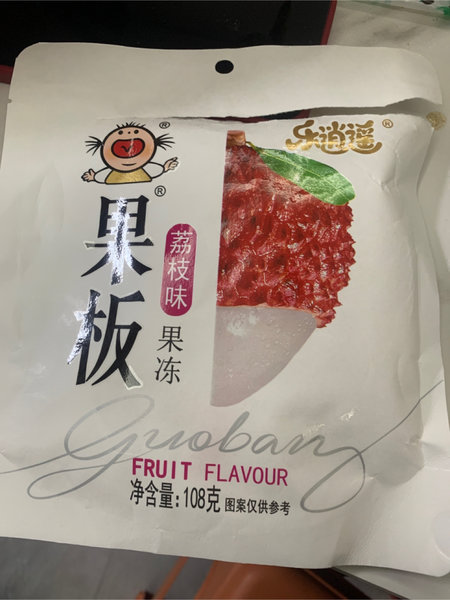 乐逍遥®
®
果板
荔枝味
果冻
guoban
FRUIT FLAVOUR
净含量:108克 图案仅供参考